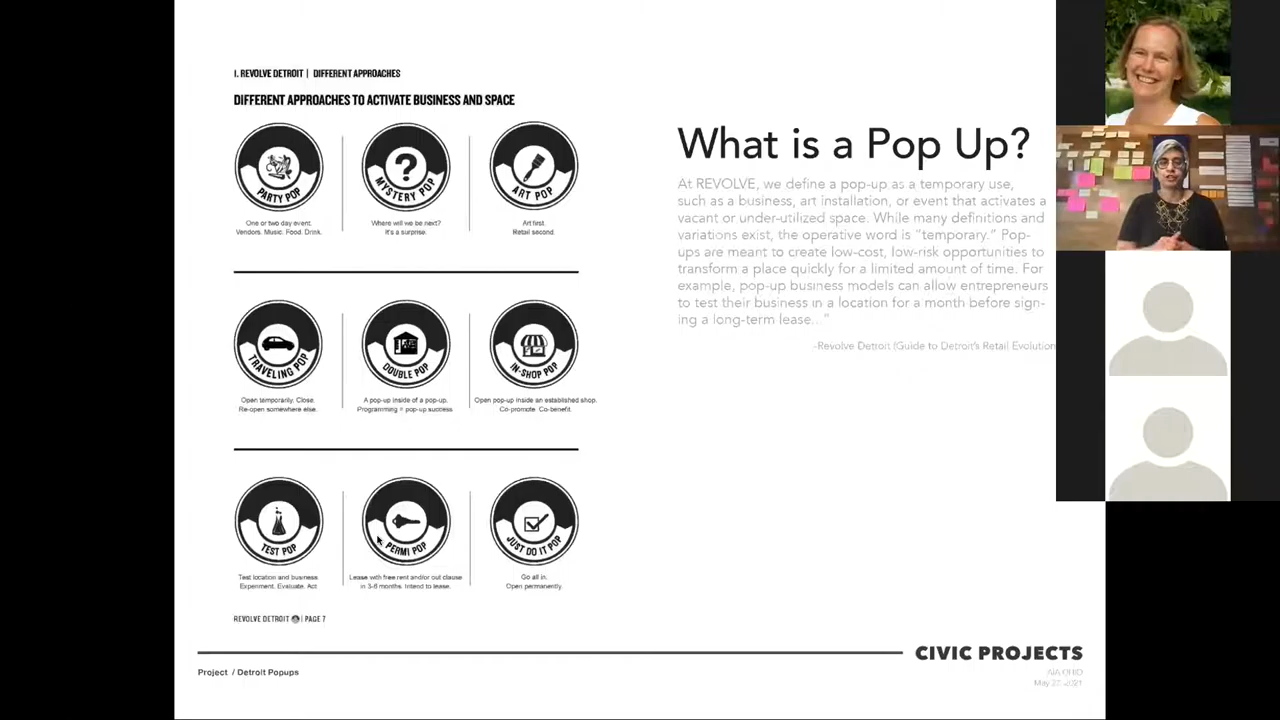 I. REVOLVE DETROIT | DIFFERENT APPROACHES
DIFFERENT APPROACHES TO ACTIVATE BUSINESS AND SPACE
PARTY POP
One or two day event.
Vendors. Music. Food. Drink.
MYSTERY POP
Where will we be next?
It's a surprise.
ART POP
Art first.
Retail second.
TRAVELING POP
Open temporarily. Close.
Re-open somewhere else.
DOUBLE POP
A pop-up inside of a pop-up.
Programming = pop-up success
IN-SHOP POP
Open pop-up inside an established shop.
Co-promote. Co-benefit.
TEST POP
Test location and business.
Experiment. Evaluate. Act
PERMI POP
Lease with free rent and/or out clause
in 3-6 months. Intend to lease.
JUST DO IT POP
Go all in.
Open permanently.
REVOLVE DETROIT | PAGE 7
What is a Pop Up?
At REVOLVE, we define a pop-up as a temporary use,
such as a business, art installation, or event that activates a
vacant or under-utilized space. While many definitions and
variations exist, the operative word is “temporary.” Pop-
ups are meant to create low-cost, low-risk opportunities to
transform a place quickly for a limited amount of time. For
example, pop-up business models can allow entrepreneurs
to test their business in a location for a month before sign-
ing a long-term lease...”
-Revolve Detroit (Guide to Detroit's Retail Evolution
CIVIC PROJECTS
Project / Detroit Popups
AIA OHIO
May 27, 2021